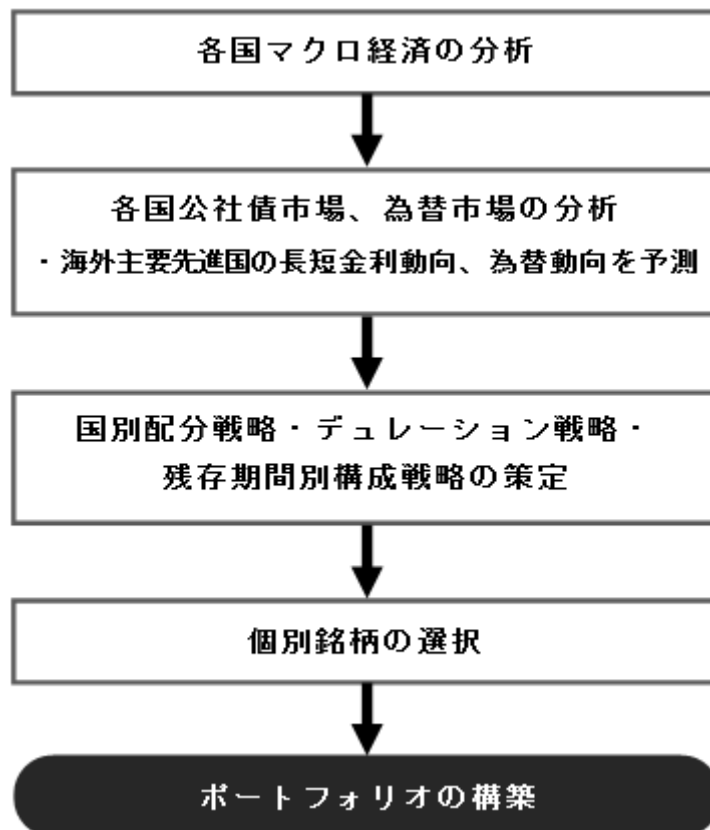 各国マクロ経済の分析
各国公社債市場、為替市場の分析
・海外主要先進国の長短金利動向、為替動向を予測
国別配分戦略・デュレーション戦略・
残存期間別構成戦略の策定
個別銘柄の選択
ポートフォリオの構築